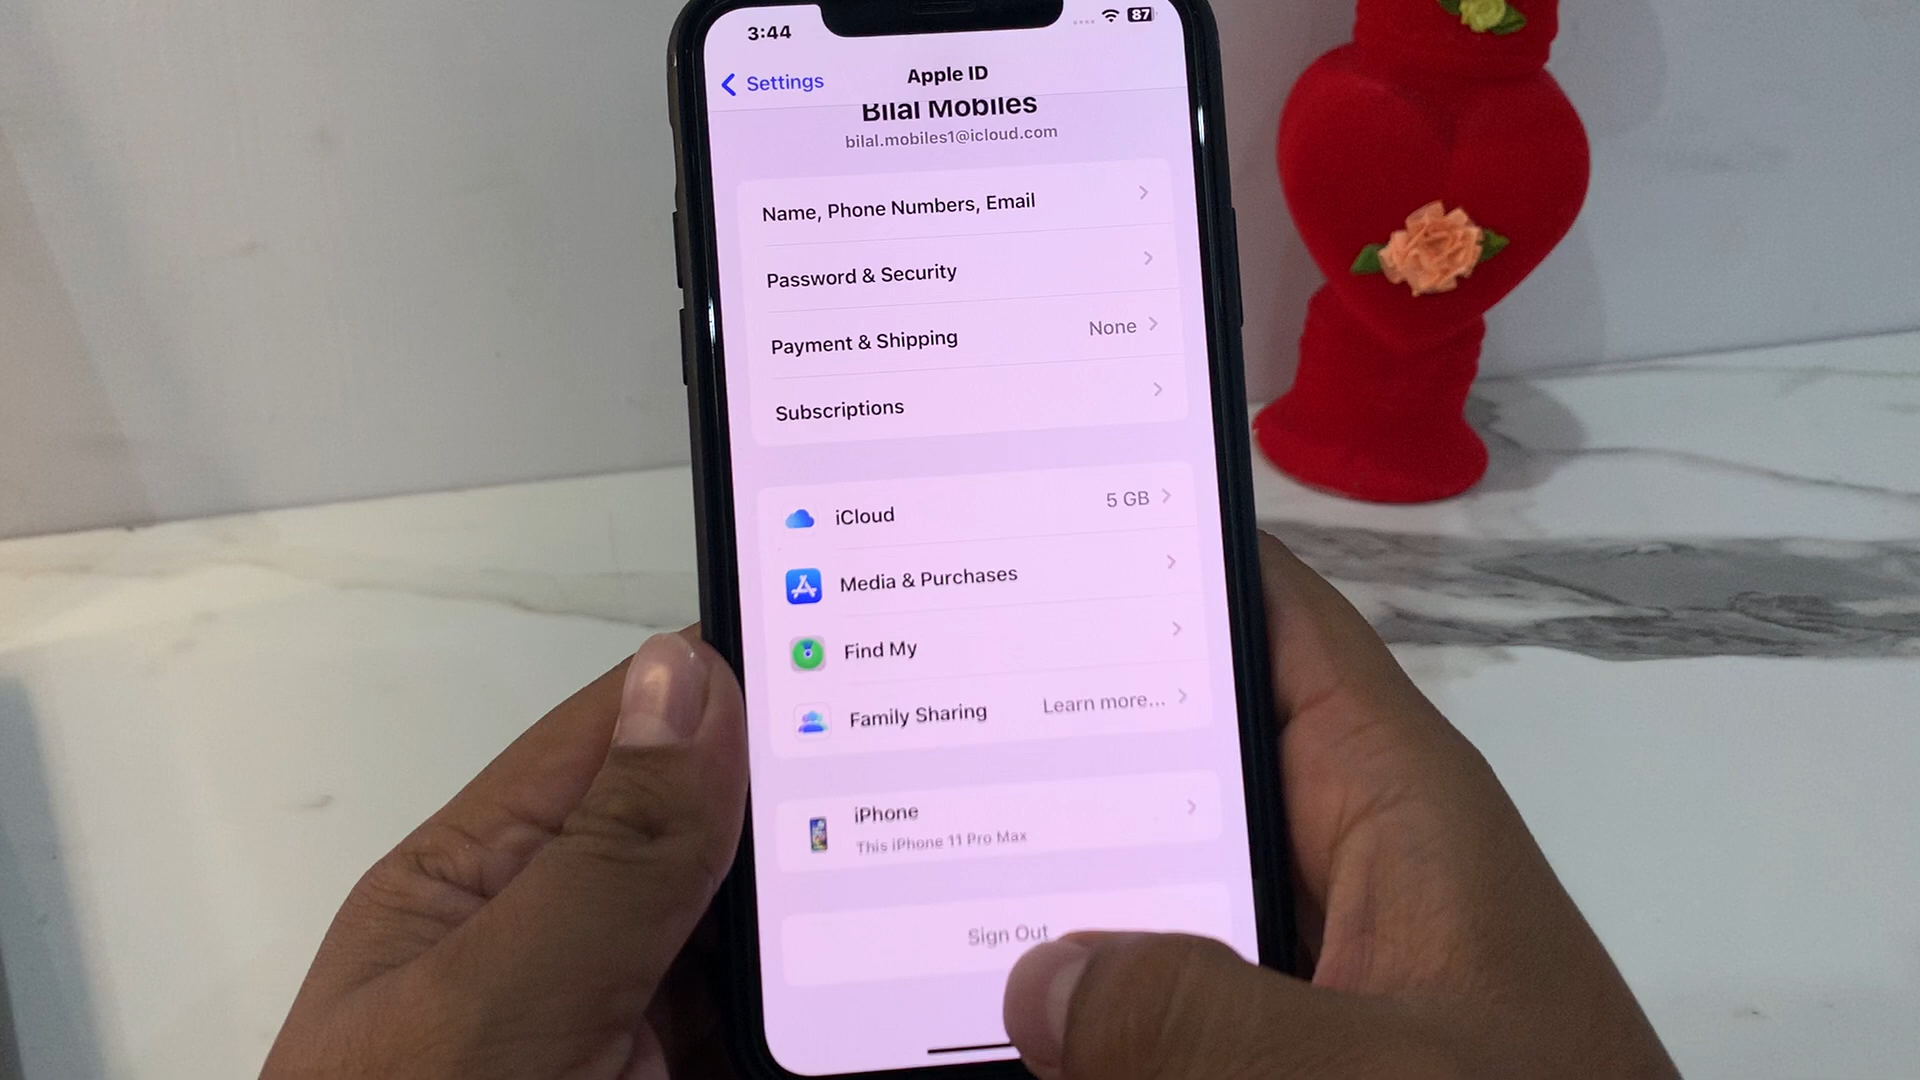 3:44
87
Settings
Apple ID
Bilal Mobiles
bilal.mobiles1@icloud.com
Name, Phone Numbers, Email
Password & Security
Payment & Shipping None
Subscriptions
iCloud 5 GB
Media & Purchases
Find My
Family Sharing Learn more...
iPhone
This iPhone 11 Pro Max
Sign Out